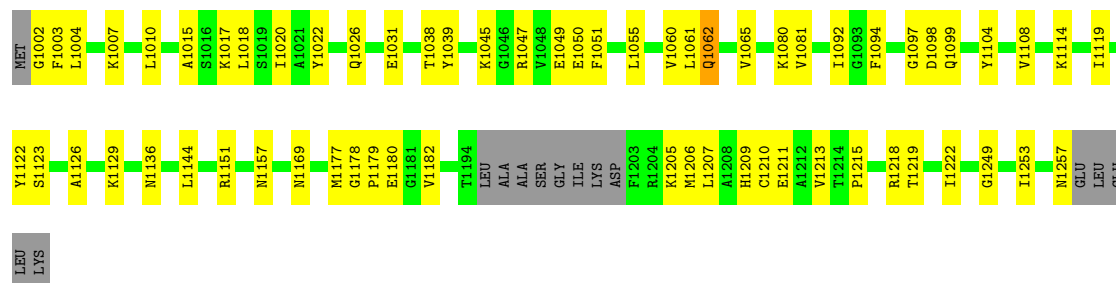 MET G1002 F1003 L1004 K1007 L1010 A1015 S1016 K1017 L1018 S1019 I1020 A1021 Y1022 Q1026 E1031 T1038 Y1039 K1045 G1046 R1047 V1048 E1049 E1050 F1051 L1055 V1060 L1061 Q1062 V1065 K1080 V1081 I1092 G1093 F1094 G1097 D1098 Q1099 Y1104 V1108 K1114 I1119
Y1122 S1123 A1126 K1129 N1136 L1144 R1151 N1157 N1169 M1177 G1178 P1179 E1180 G1181 V1182 T1194 LEU ALA ALA SER GLY ILE LYS ASP F1203 R1204 K1205 M1206 L1207 A1208 H1209 C1210 E1211 A1212 V1213 T1214 P1215 R1218 T1219 I1222 G1249 I1253 N1257 GLU LEU
LEU LYS